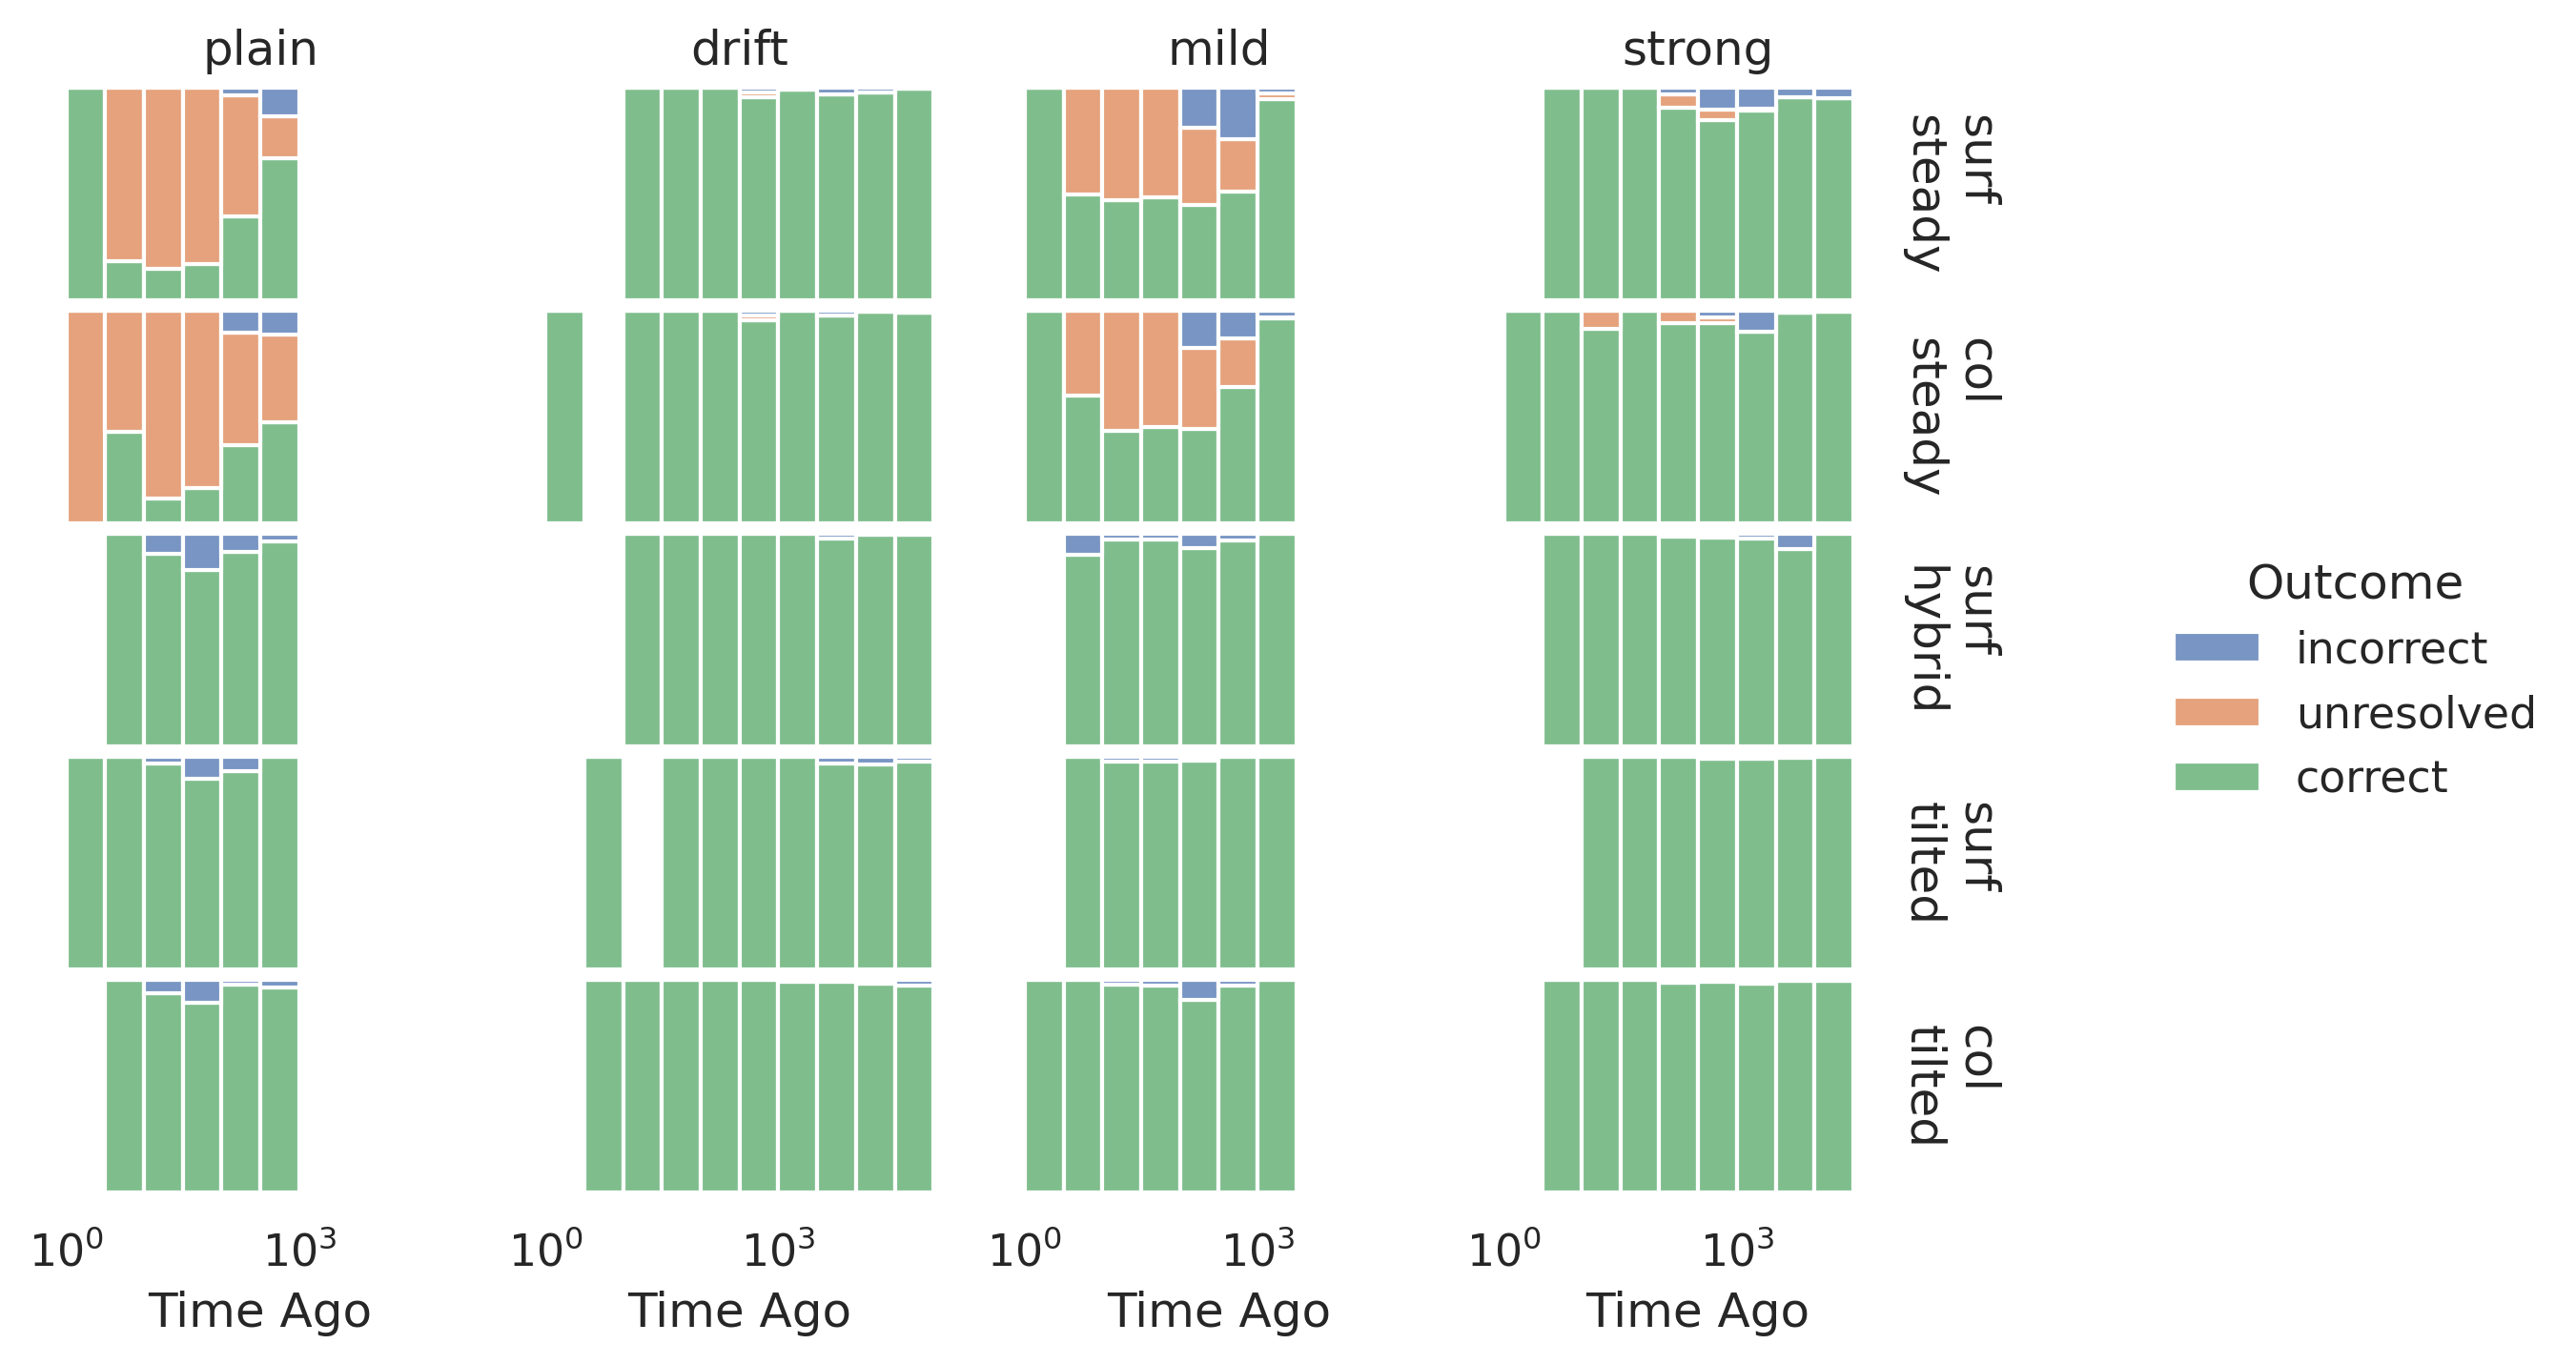 plain
drift
mild
strong
surf
steady
col
steady
surf
hybrid
surf
tilted
col
tilted
Outcome
incorrect
unresolved
correct
10⁰
10³
10⁰
10³
10⁰
10³
10⁰
10³
Time Ago
Time Ago
Time Ago
Time Ago